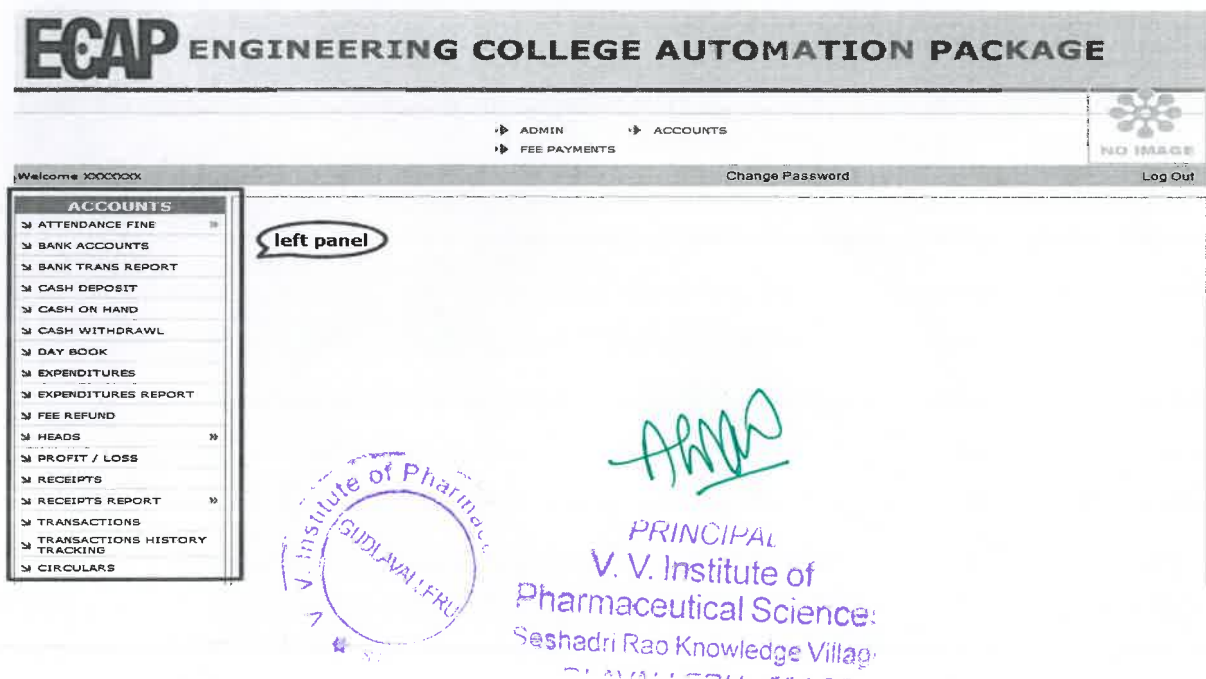 ECAP ENGINEERING COLLEGE AUTOMATION PACKAGE
ADMIN ACCOUNTS
FEE PAYMENTS
NO IMAGE
Welcome XXXXXXX Change Password Log Out
ACCOUNTS
ATTENDANCE FINE »
BANK ACCOUNTS
BANK TRANS REPORT
CASH DEPOSIT
CASH ON HAND
CASH WITHDRAWL
DAY BOOK
EXPENDITURES
EXPENDITURES REPORT
FEE REFUND
HEADS »
PROFIT / LOSS
RECEIPTS
RECEIPTS REPORT »
TRANSACTIONS
TRANSACTIONS HISTORY
TRACKING
CIRCULARS
left panel
V. V. Institute of Pharmac
GUDLAVALLERU
PRINCIPAL
V. V. Institute of
Pharmaceutical Sciences
Seshadri Rao Knowledge Villag